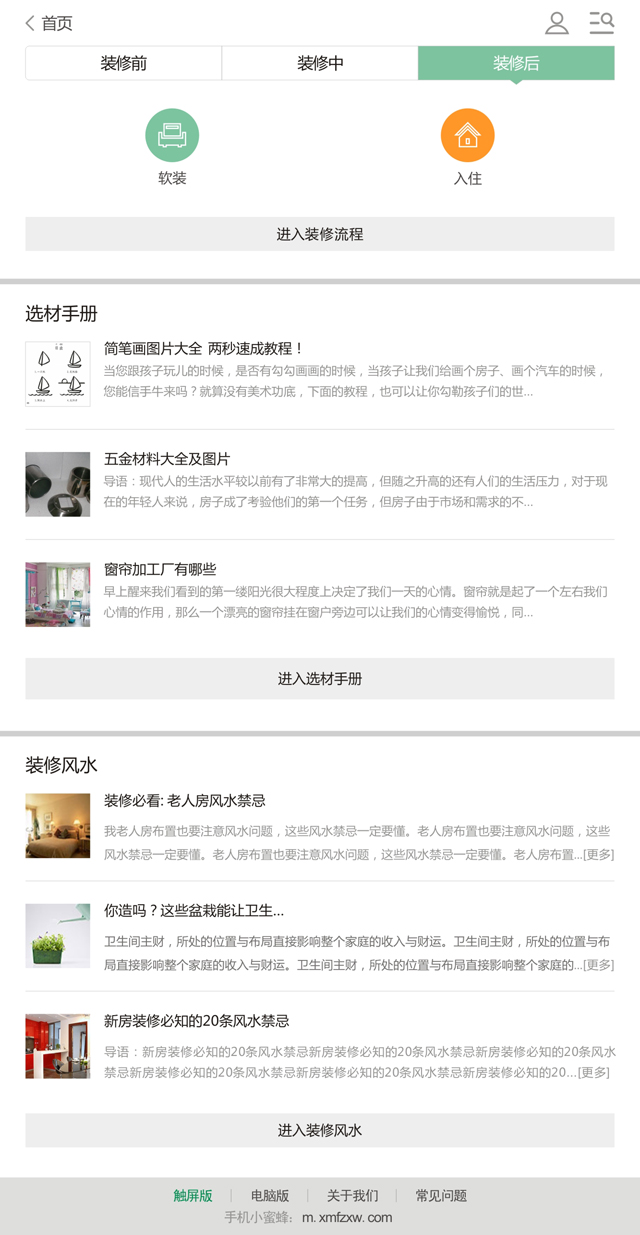 首页
装修前 装修中 装修后
软装 入住
进入装修流程
选材手册
简笔画图片大全 两秒速成教程！
当您跟孩子玩儿的时候，是否有勾勾画画的时候，当孩子让我们给画个房子、画个汽车的时候，
您能信手牛来吗？就算没有美术功底，下面的教程，也可以让你勾勒孩子们的世...
五金材料大全及图片
导语：现代人的生活水平较以前有了非常大的提高，但随之升高的还有人们的生活压力，对于现
在的年轻人来说，房子成了考验他们的第一个任务，但房子由于市场和需求的不...
窗帘加工厂有哪些
早上醒来我们看到的第一缕阳光很大程度上决定了我们一天的心情。窗帘就是起了一个左右我们
心情的作用，那么一个漂亮的窗帘挂在窗户旁边可以让我们的心情变得愉悦，同...
进入选材手册
装修风水
装修必看: 老人房风水禁忌
我老人房布置也要注意风水问题，这些风水禁忌一定要懂。老人房布置也要注意风水问题，这些
风水禁忌一定要懂。老人房布置也要注意风水问题，这些风水禁忌一定要懂。老人房布置...[更多]
你造吗？这些盆栽能让卫生...
卫生间主财，所处的位置与布局直接影响整个家庭的收入与财运。卫生间主财，所处的位置与布
局直接影响整个家庭的收入与财运。卫生间主财，所处的位置与布局直接影响整个家庭的...[更多]
新房装修必知的20条风水禁忌
导语：新房装修必知的20条风水禁忌新房装修必知的20条风水禁忌新房装修必知的20条风水
禁忌新房装修必知的20条风水禁忌新房装修必知的20条风水禁忌新房装修必知的20...[更多]
进入装修风水
触屏版 电脑版 关于我们 常见问题
手机小蜜蜂：m. xmfzxw. com